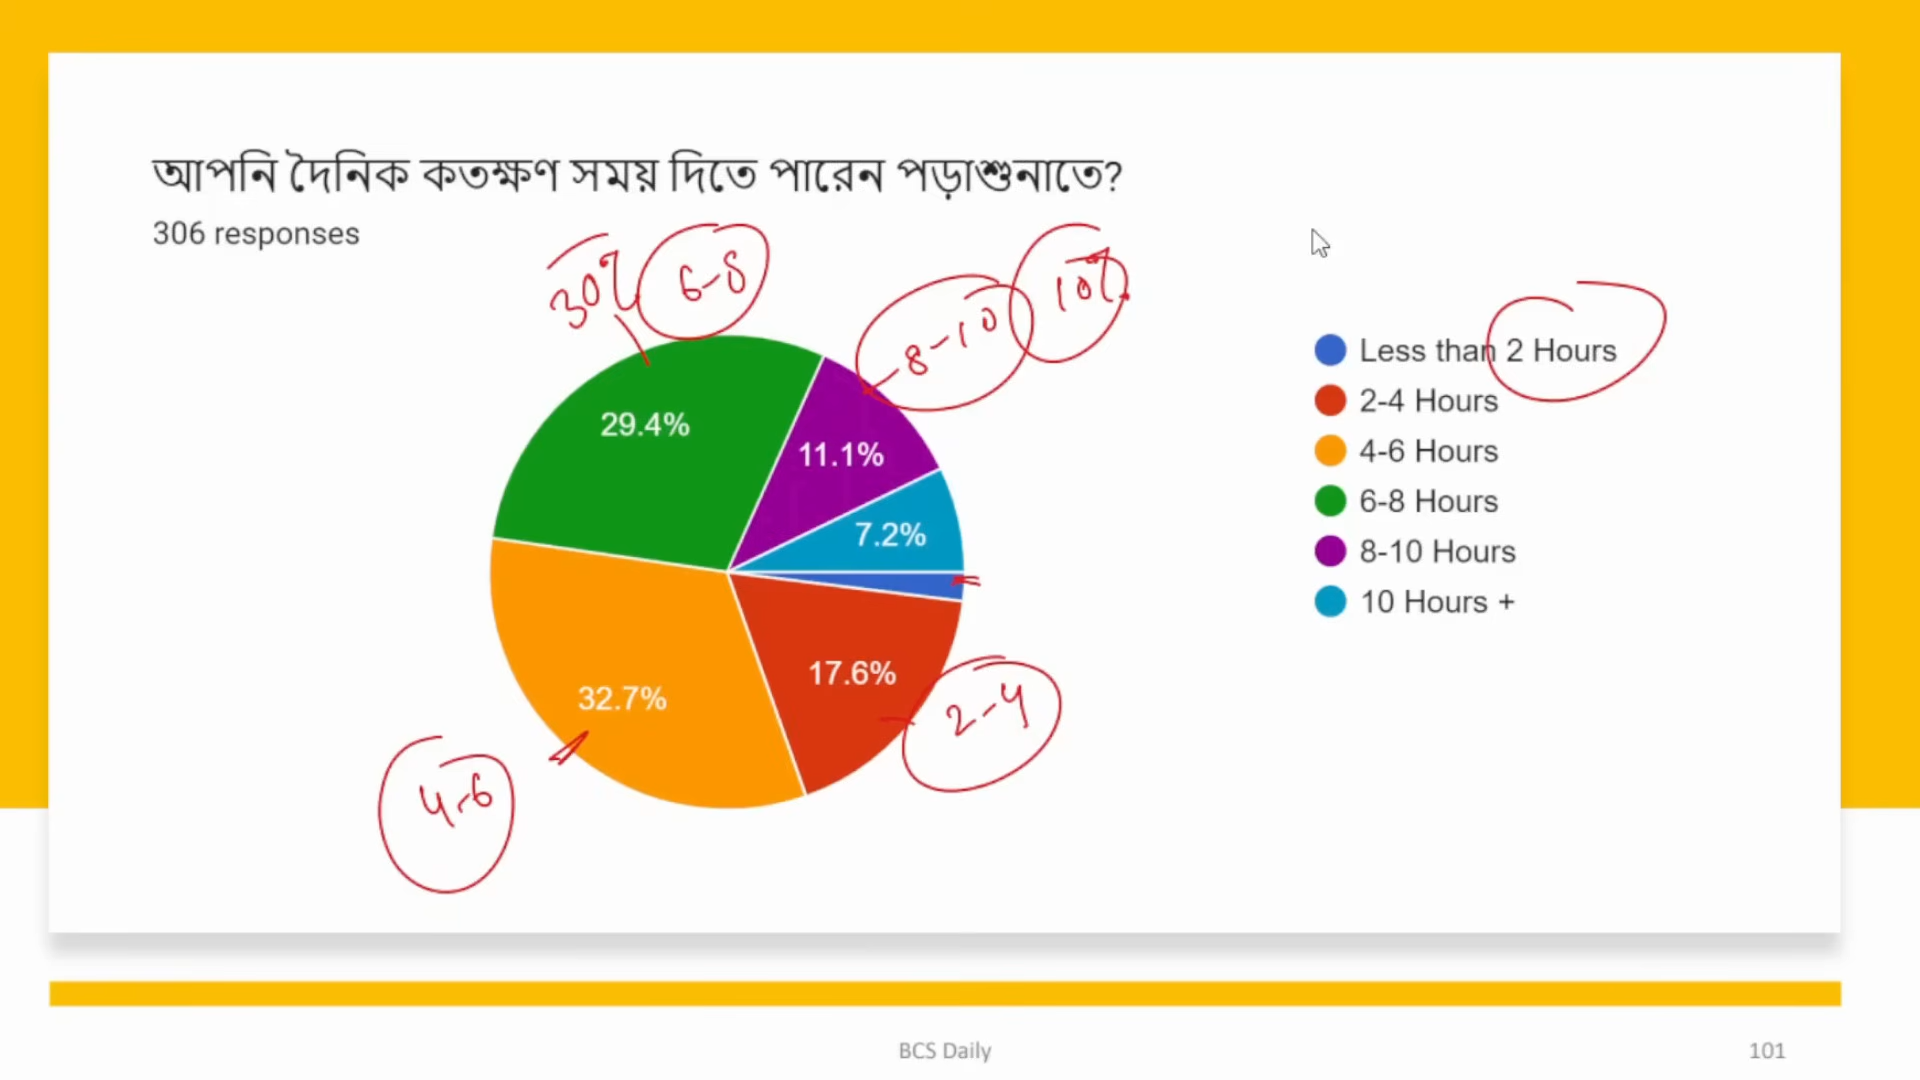 আপনি দৈনিক কতক্ষণ সময় দিতে পারেন পড়াশুনাতে?
306 responses
30% 6-8
8-10 10%
29.4%
11.1%
7.2%
17.6%
32.7%
2-4
4-6
Less than 2 Hours
2-4 Hours
4-6 Hours
6-8 Hours
8-10 Hours
10 Hours +
BCS Daily
101